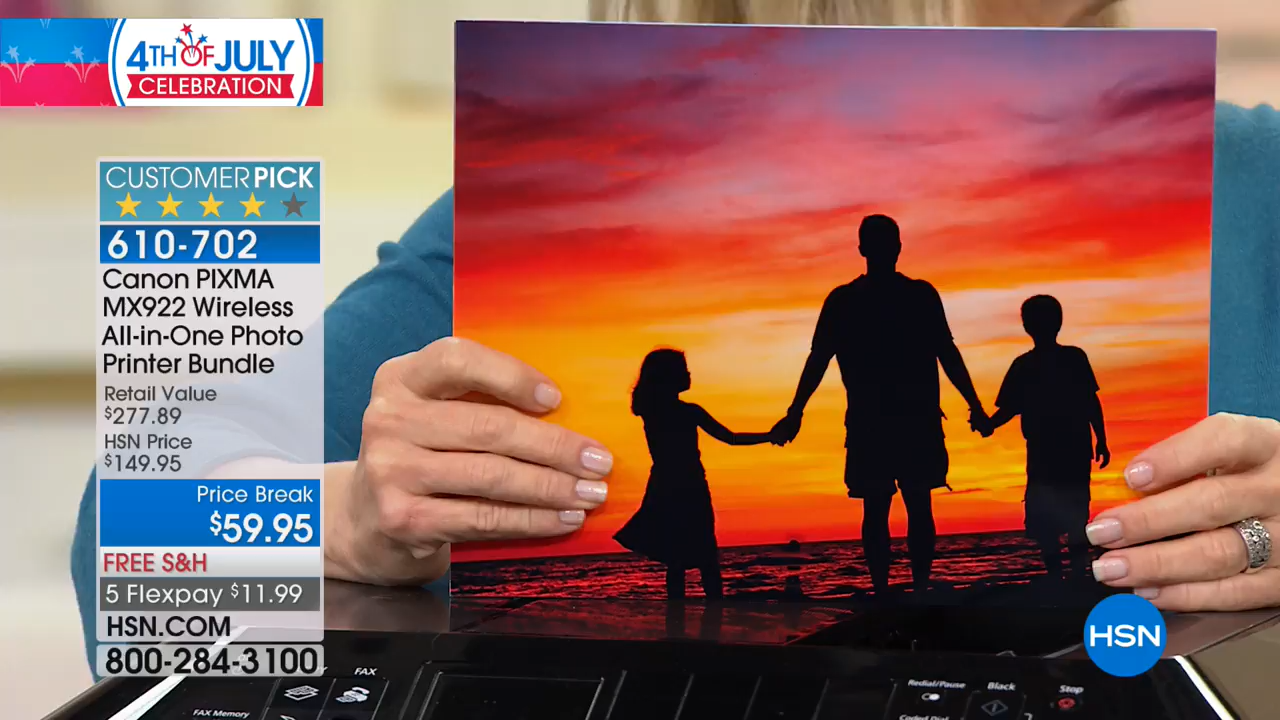 4TH OF JULY
CELEBRATION
CUSTOMER PICK
610-702
Canon PIXMA
MX922 Wireless
All-in-One Photo
Printer Bundle
Retail Value
$277.89
HSN Price
$149.95
Price Break
$59.95
FREE S&H
5 Flexpay $11.99
HSN.COM
800-284-3100
HSN
FAX
FAX Memory
Redial/Pause
Black
Stop
Coded Dial